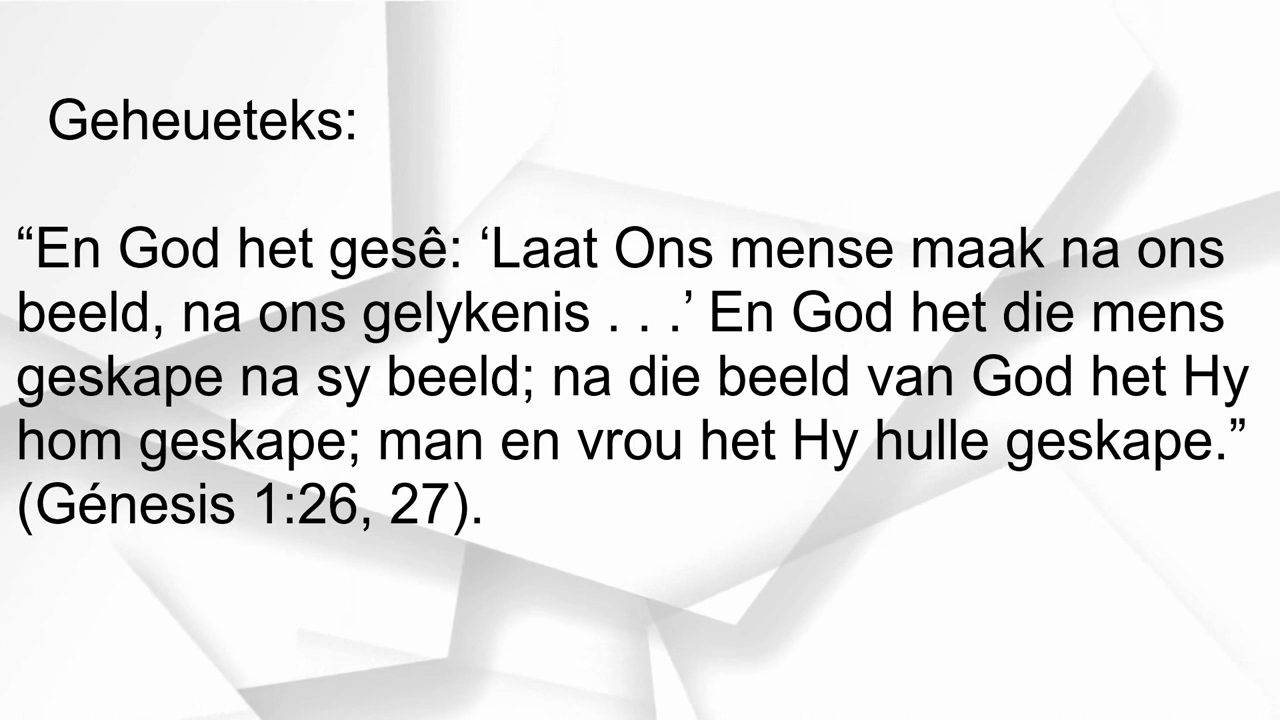 Geheueteks:
“En God het gesê: ‘Laat Ons mense maak na ons
beeld, na ons gelykenis . . .’ En God het die mens
geskape na sy beeld; na die beeld van God het Hy
hom geskape; man en vrou het Hy hulle geskape.”
(Génesis 1:26, 27).